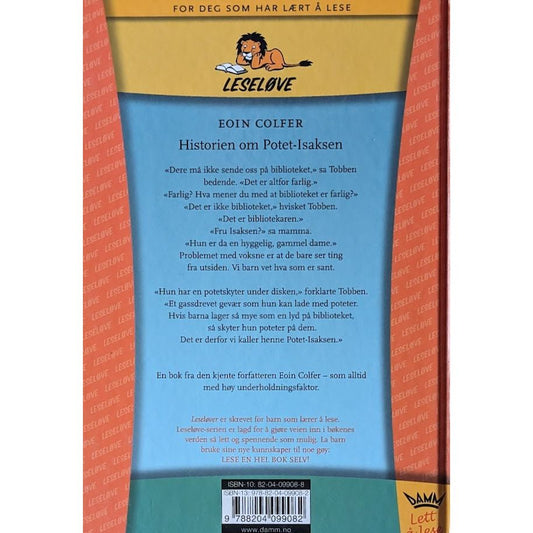 FOR DEG SOM HAR LÆRT Å LESE
LESELØVE
EOIN COLFER
Historien om Potet-Isaksen
«Dere må ikke sende oss på biblioteket,» sa Tobben
bedende. «Det er altfor farlig.»
«Farlig? Hva mener du med at biblioteket er farlig?»
«Det er ikke biblioteket,» hvisket Tobben.
«Det er bibliotekaren.»
«Fru Isaksen?» sa mamma.
«Hun er da en hyggelig, gammel dame.»
Problemet med voksne er at de bare ser ting
fra utsiden. Vi barn vet hva som er sant.
«Hun har en potetskyter under disken,» forklarte Tobben.
«Et gassdrevet gevær som hun kan lade med poteter.
Hvis barna lager så mye som en lyd på biblioteket,
så skyter hun poteter på dem.
Det er derfor vi kaller henne Potet-Isaksen.»
En bok fra den kjente forfatteren Eoin Colfer – som alltid
med høy underholdningsfaktor.
Leseløver er skrevet for barn som lærer å lese.
Leseløve-serien er lagd for å gjøre veien inn i bøkenes
verden så lett og spennende som mulig. La barn
bruke sine nye kunnskaper til noe gøy:
LESE EN HEL BOK SELV!
ISBN-10: 82-04-09908-8
ISBN-13: 978-82-04-09908-2
9 788204 099082
www.damm.no
DAMM
Lett
å lese